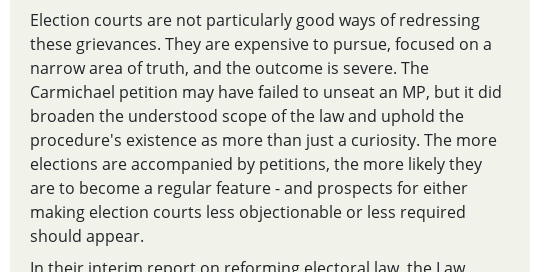 Election courts are not particularly good ways of redressing
these grievances. They are expensive to pursue, focused on a
narrow area of truth, and the outcome is severe. The
Carmichael petition may have failed to unseat an MP, but it did
broaden the understood scope of the law and uphold the
procedure's existence as more than just a curiosity. The more
elections are accompanied by petitions, the more likely they
are to become a regular feature - and prospects for either
making election courts less objectionable or less required
should appear.
In their interim report on reforming electoral law, the Law